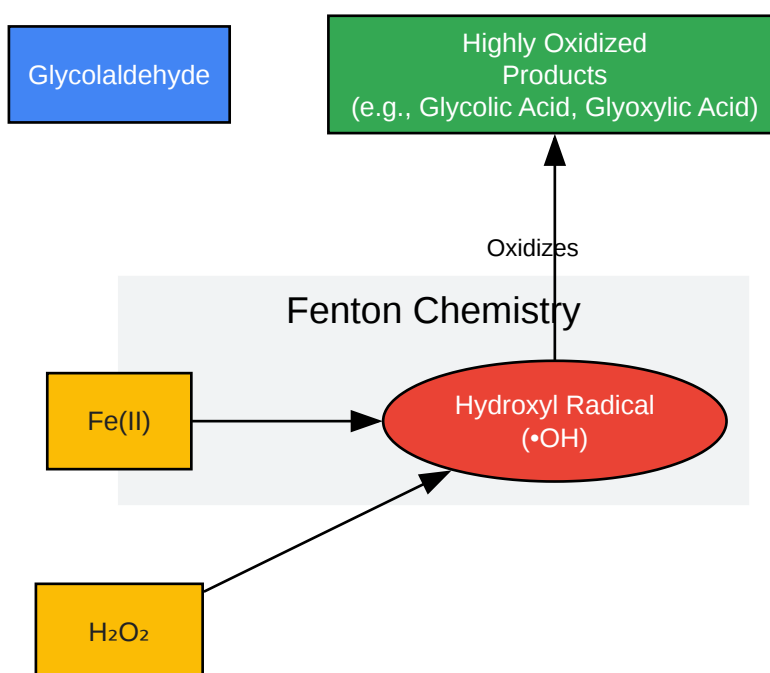 Glycolaldehyde
Highly Oxidized
Products
(e.g., Glycolic Acid, Glyoxylic Acid)
Oxidizes
Fenton Chemistry
Fe(II)
Hydroxyl Radical
(•OH)
H₂O₂